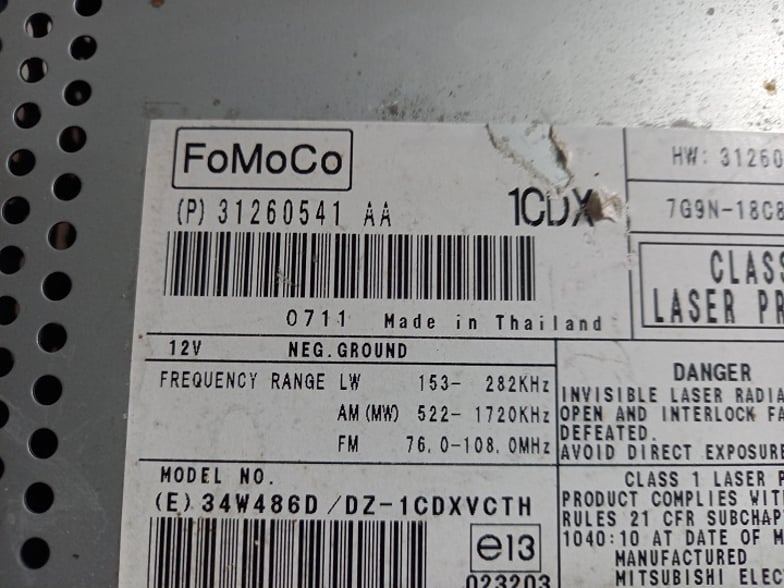 FoMoCo
(P) 31260541 AA
1CDX
HW: 31260
7G9N-18C8
CLASS
LASER PR
0711 Made in Thailand
12V NEG.GROUND
FREQUENCY RANGE LW 153- 282KHz
AM (MW) 522- 1720KHz
FM 76.0-108.0MHz
DANGER
INVISIBLE LASER RADIA
OPEN AND INTERLOCK FA
DEFEATED.
AVOID DIRECT EXPOSURE
MODEL NO.
(E) 34W486D/DZ-1CDXVCTH
e13
023203
CLASS 1 LASER P
PRODUCT COMPLIES WIT
RULES 21 CFR SUBCHAP
1040:10 AT DATE OF M
MANUFACTURED
MITSUBISHI ELEC